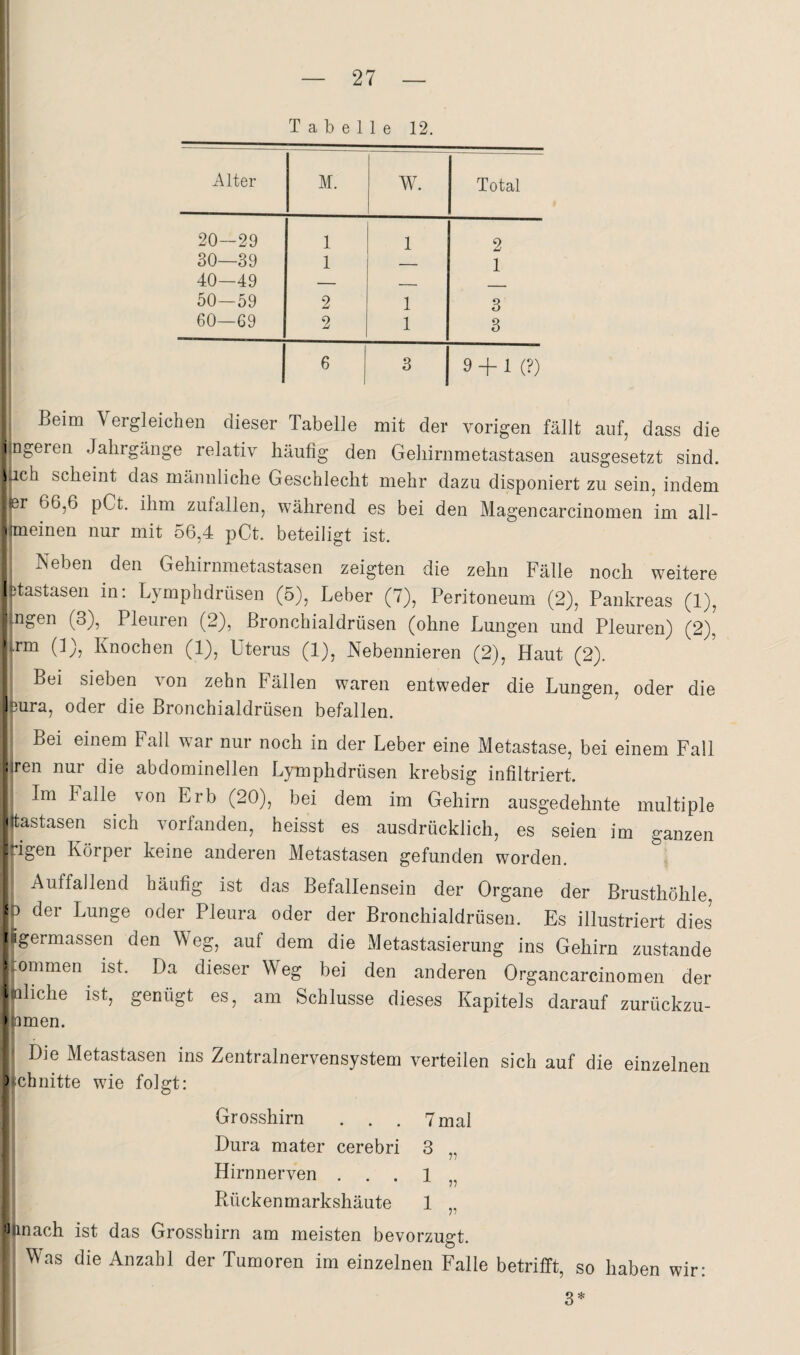 — 27 —
Tabelle 12.
Alter M. W. Total
20—29 1 1 2
30—39 1 — 1
40—49 — — —
50—59 2 1 3
60—69 2 1 3
6 3 9 + 1 (?)
Beim Vergleichen dieser Tabelle mit der vorigen fällt auf, dass die
ngeren Jahrgänge relativ häufig den Gehirnmetastasen ausgesetzt sind.
ch scheint das männliche Geschlecht mehr dazu disponiert zu sein, indem
er 66,6 pCt. ihm zufallen, während es bei den Magencarcinomen im all-
meinen nur mit 56,4 pCt. beteiligt ist.
Neben den Gehirnmetastasen zeigten die zehn Fälle noch weitere
tastasen in: Lymphdrüsen (5), Leber (7), Peritoneum (2), Pankreas (1),
ngen (3), Pleuren (2), Bronchialdrüsen (ohne Lungen und Pleuren) (2),
rm (1), Knochen (1), Uterus (1), Nebennieren (2), Haut (2).
Bei sieben von zehn Fällen waren entweder die Lungen, oder die
eura, oder die Bronchialdrüsen befallen.
Bei einem Fall war nur noch in der Leber eine Metastase, bei einem Fall
ren nur die abdominellen Lymphdrüsen krebsig infiltriert.
Im Falle von Erb (20), bei dem im Gehirn ausgedehnte multiple
tastasen sich vorfanden, heisst es ausdrücklich, es seien im ganzen
rigen Körper keine anderen Metastasen gefunden worden.
Auffallend häufig ist das Befallensein der Organe der Brusthöhle,
o der Lunge oder Pleura oder der Bronchialdrüsen. Es illustriert dies
igermassen den Weg, auf dem die Metastasierung ins Gehirn zustande
ommen ist. Da dieser Weg bei den anderen Organcarcinomen der
nliche ist, genügt es, am Schlusse dieses Kapitels darauf zurückzu-
mmen.
Die Metastasen ins Zentralnervensystem verteilen sich auf die einzelnen
chnitte wie folgt:
Grosshirn . . . 7mal
Dura mater cerebri 3 „
Hirnnerven . . . 1 „
Rückenmarkshäute 1 „
nach ist das Grosshirn am meisten bevorzugt.
Was die Anzahl der Tumoren im einzelnen Falle betrifft, so haben wir:
3*